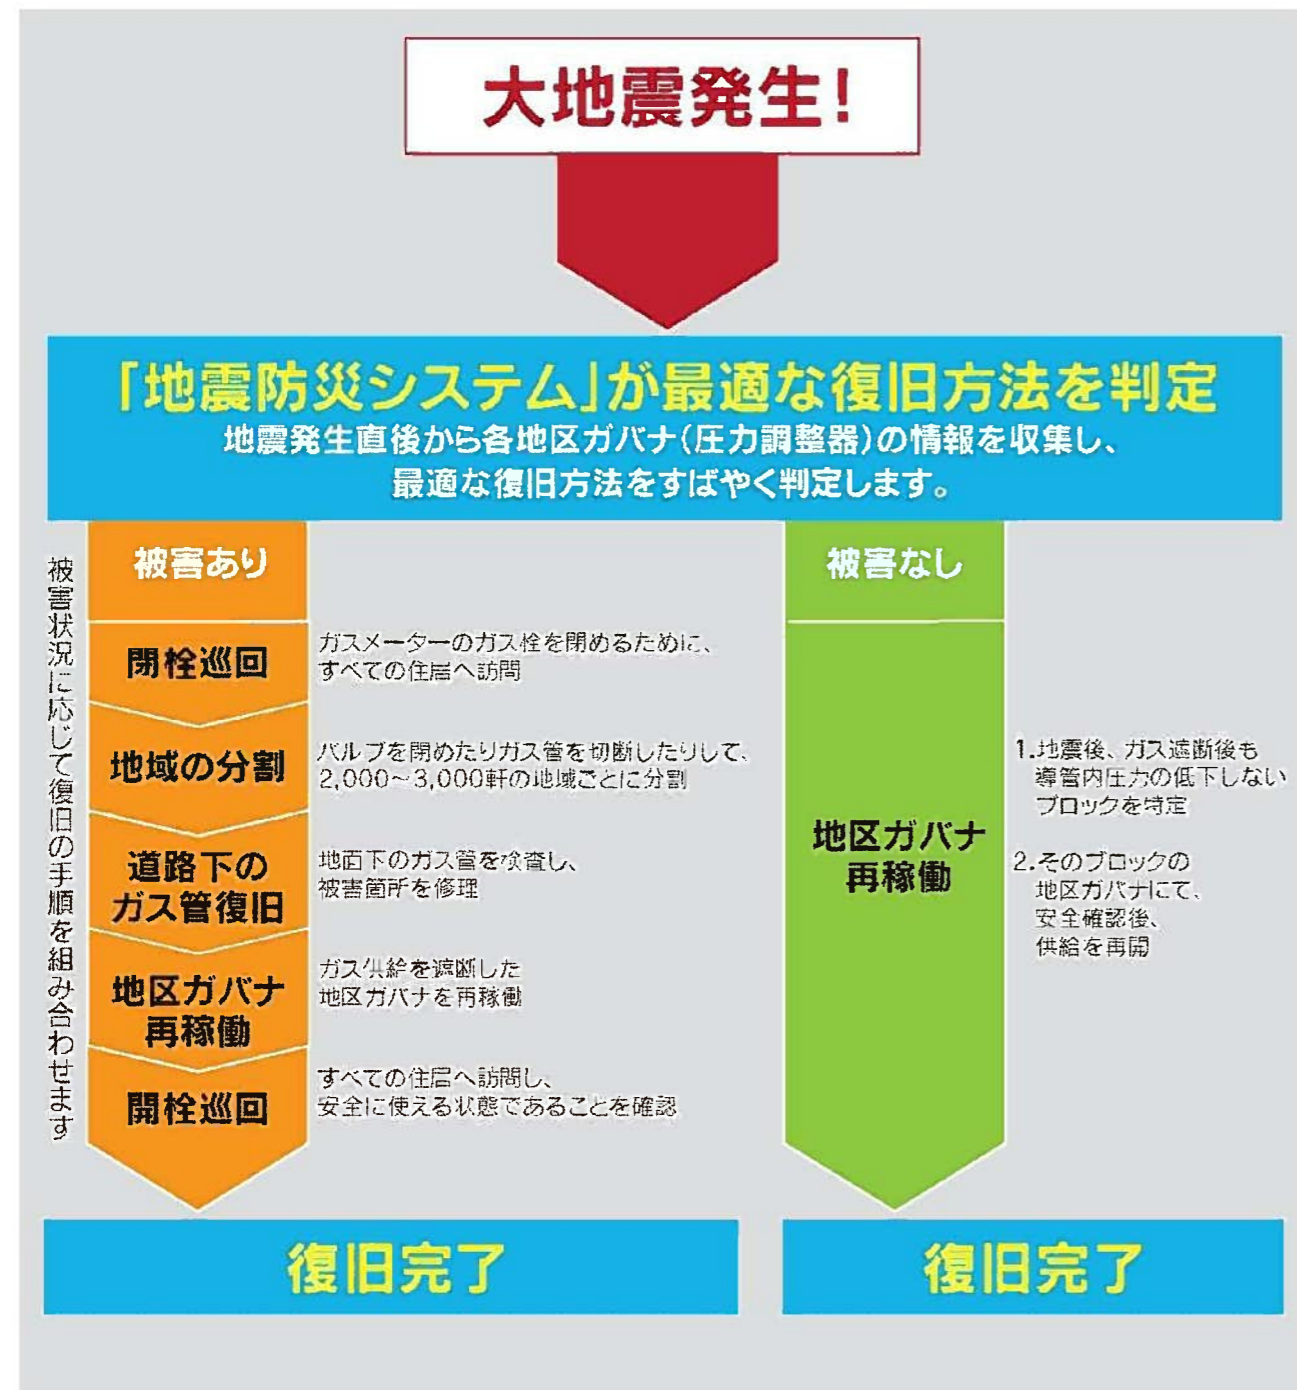 大地震発生!
「地震防災システム」が最適な復旧方法を判定
地震発生直後から各地区ガバナ(圧力調整器)の情報を収集し、
最適な復旧方法をすばやく判定します。
被害状況に応じて復旧の手順を組み合わせます
被害あり
閉栓巡回
ガスメーターのガス栓を閉めるために、
すべての住居へ訪問
地域の分割
バルブを閉めたりガス管を切断したりして、
2,000~3,000軒の地域ごとに分割
道路下の
ガス管復旧
地面下のガス管を検査し、
被害箇所を修理
地区ガバナ
再稼働
ガス供給を遮断した
地区ガバナを再稼働
開栓巡回
すべての住居へ訪問し、
安全に使える状態であることを確認
復旧完了
被害なし
地区ガバナ
再稼働
1.地震後、ガス遮断後も
導管内圧力の低下しない
ブロックを特定
2.そのブロックの
地区ガバナにて、
安全確認後、
供給を再開
復旧完了